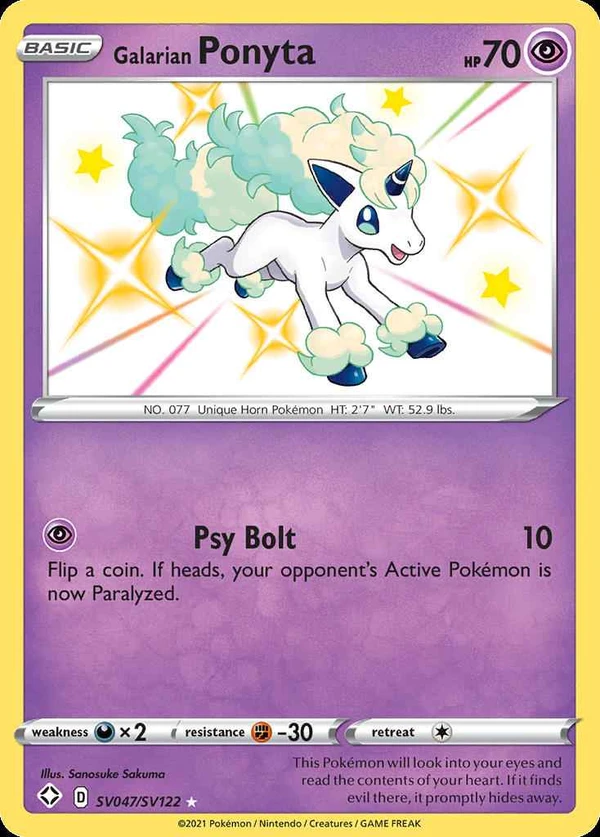 BASIC
Galarian Ponyta
HP 70
NO. 077 Unique Horn Pokémon HT: 2'7" WT: 52.9 lbs.
Psy Bolt 10
Flip a coin. If heads, your opponent's Active Pokémon is
now Paralyzed.
weakness ×2 resistance -30 retreat
Illus. Sanosuke Sakuma
This Pokémon will look into your eyes and
read the contents of your heart. If it finds
evil there, it promptly hides away.
D SV047/SV122
©2021 Pokémon / Nintendo / Creatures / GAME FREAK